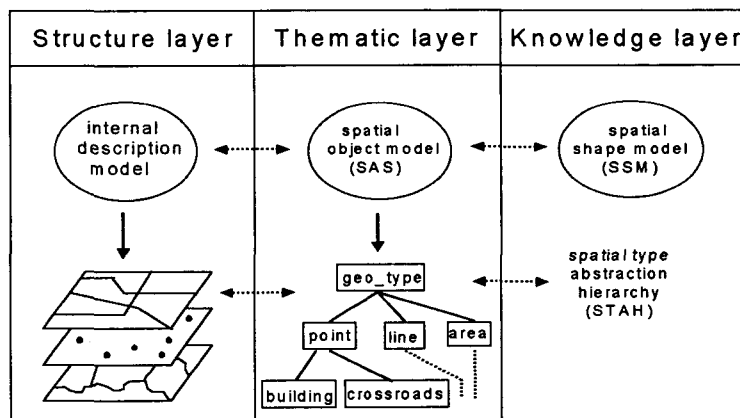 Structure layer
Thematic layer
Knowledge layer
internal
description
model
spatial
object model
(SAS)
spatial
shape model
(SSM)
geo_type
point
line
area
building
crossroads
spatial type
abstraction
hierarchy
(STAH)